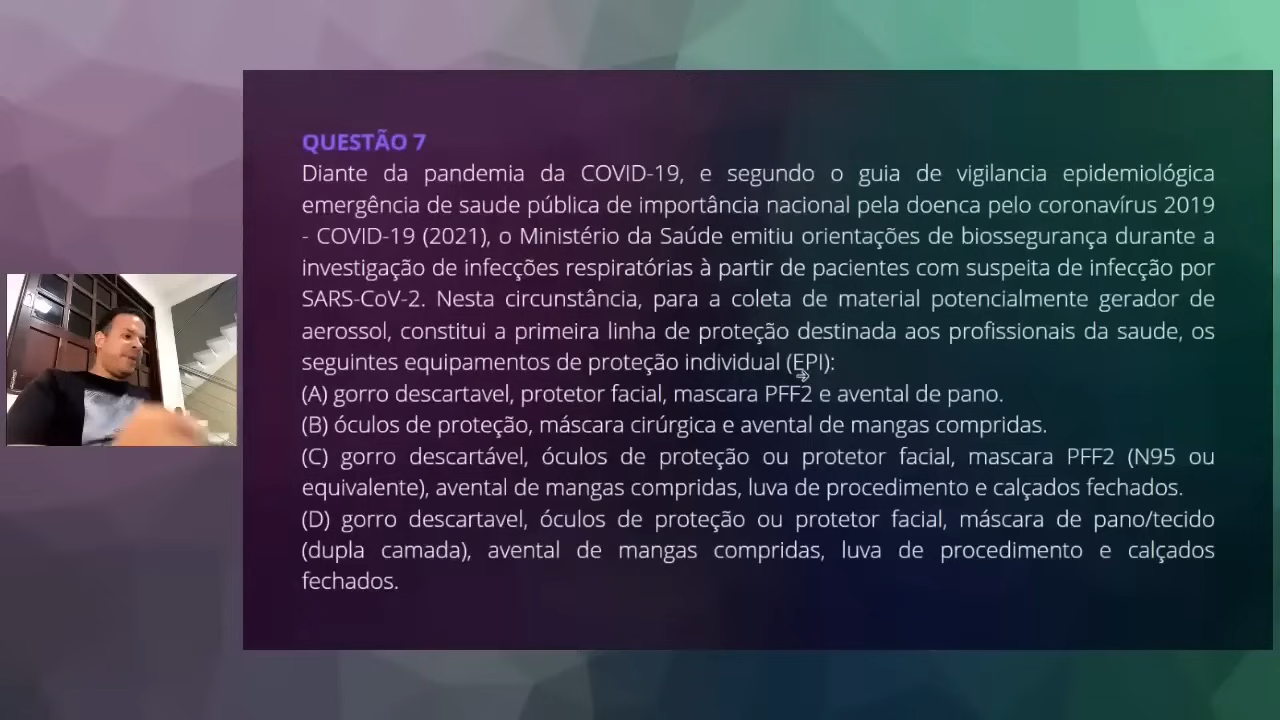 QUESTÃO 7
Diante da pandemia da COVID-19, e segundo o guia de vigilancia epidemiológica
emergência de saude pública de importância nacional pela doenca pelo coronavírus 2019
- COVID-19 (2021), o Ministério da Saúde emitiu orientações de biossegurança durante a
investigação de infecções respiratórias à partir de pacientes com suspeita de infecção por
SARS-CoV-2. Nesta circunstância, para a coleta de material potencialmente gerador de
aerossol, constitui a primeira linha de proteção destinada aos profissionais da saude, os
seguintes equipamentos de proteção individual (EPI):
(A) gorro descartavel, protetor facial, mascara PFF2 e avental de pano.
(B) óculos de proteção, máscara cirúrgica e avental de mangas compridas.
(C) gorro descartável, óculos de proteção ou protetor facial, mascara PFF2 (N95 ou
equivalente), avental de mangas compridas, luva de procedimento e calçados fechados.
(D) gorro descartavel, óculos de proteção ou protetor facial, máscara de pano/tecido
(dupla camada), avental de mangas compridas, luva de procedimento e calçados
fechados.